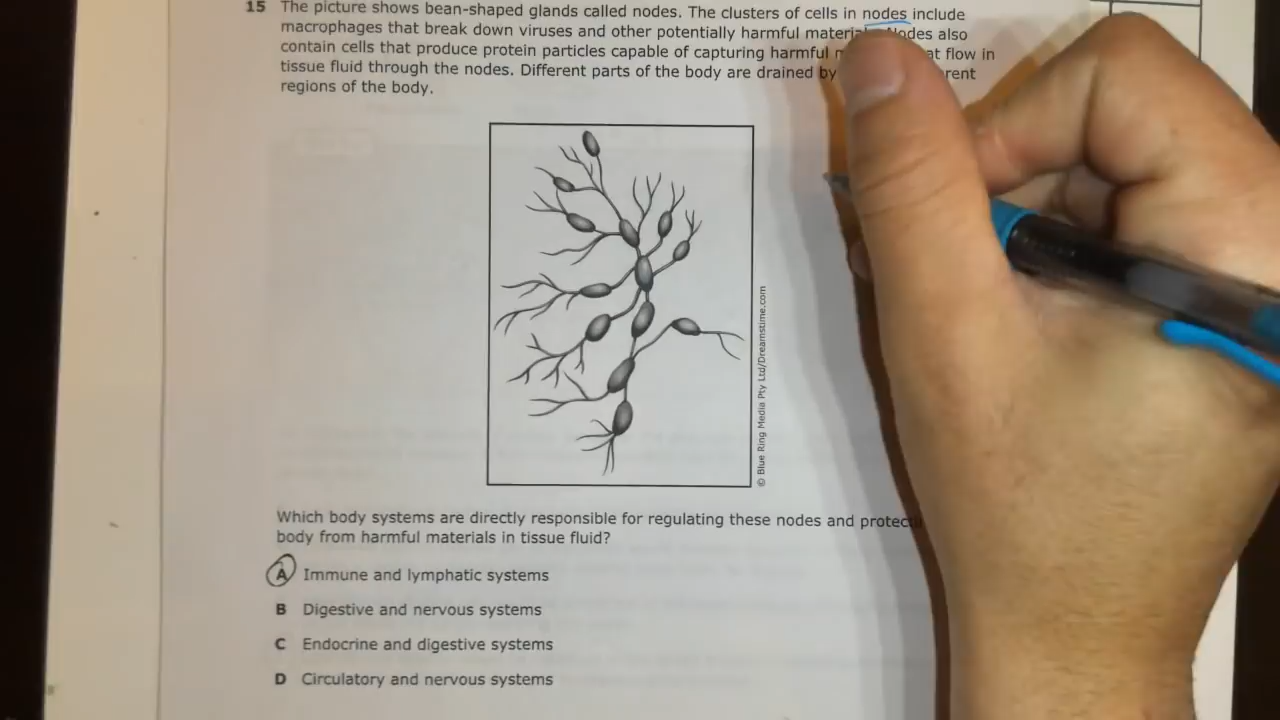 15 The picture shows bean-shaped glands called nodes. The clusters of cells in nodes include
macrophages that break down viruses and other potentially harmful Nodes also
contain cells that produce protein particles capable of capturing harmful flow in
tissue fluid through the nodes. Different parts of the body are drained by
regions of the body.
© Blue Ring Media Pty Ltd/Dreamstime.com
Which body systems are directly responsible for regulating these nodes and
body from harmful materials in tissue fluid?
A Immune and lymphatic systems
B Digestive and nervous systems
C Endocrine and digestive systems
D Circulatory and nervous systems